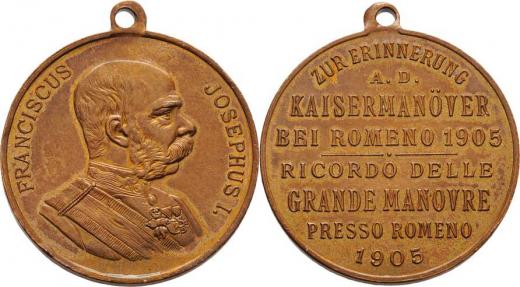 FRANCISCUS
JOSEPHUS I.
ZUR ERINNERUNG
A. D.
KAISERMANÖVER
BEI ROMENO 1905
RICORDO DELLE
GRANDE MANOVRE
PRESSO ROMENO
1905